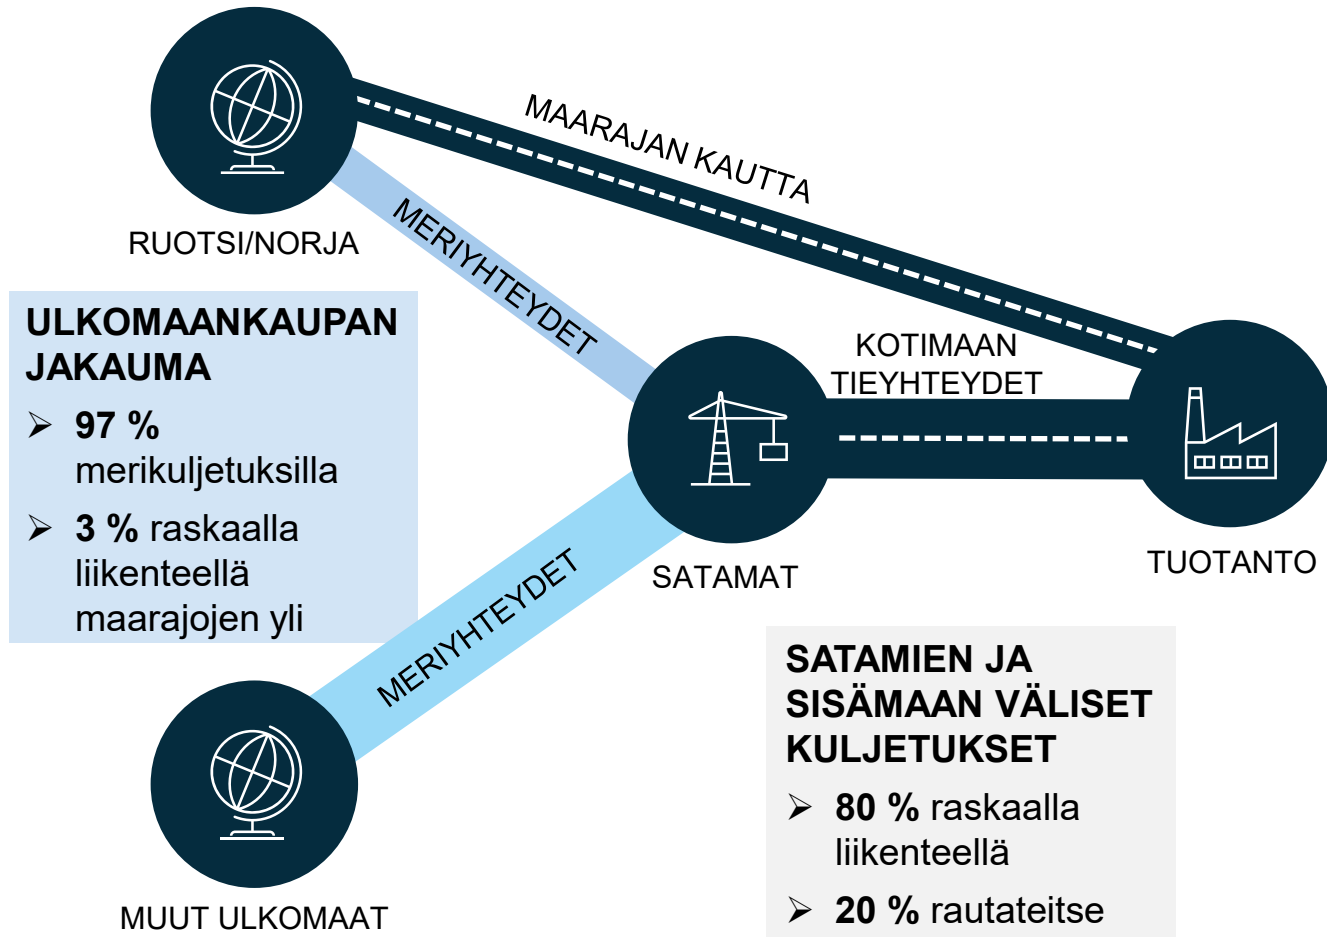 MAARAJAN KAUTTA
RUOTSI/NORJA
MERIYHTEYDET
ULKOMAANKAUPAN
JAKAUMA
➢ 97 %
merikuljetuksilla
➢ 3 % raskaalla
liikenteellä
maarajojen yli
KOTIMAAN
TIEYHTEYDET
SATAMAT
TUOTANTO
MERIYHTEYDET
MUUT ULKOMAAT
SATAMIEN JA
SISÄMAAN VÄLISET
KULJETUKSET
➢ 80 % raskaalla
liikenteellä
➢ 20 % rautateitse